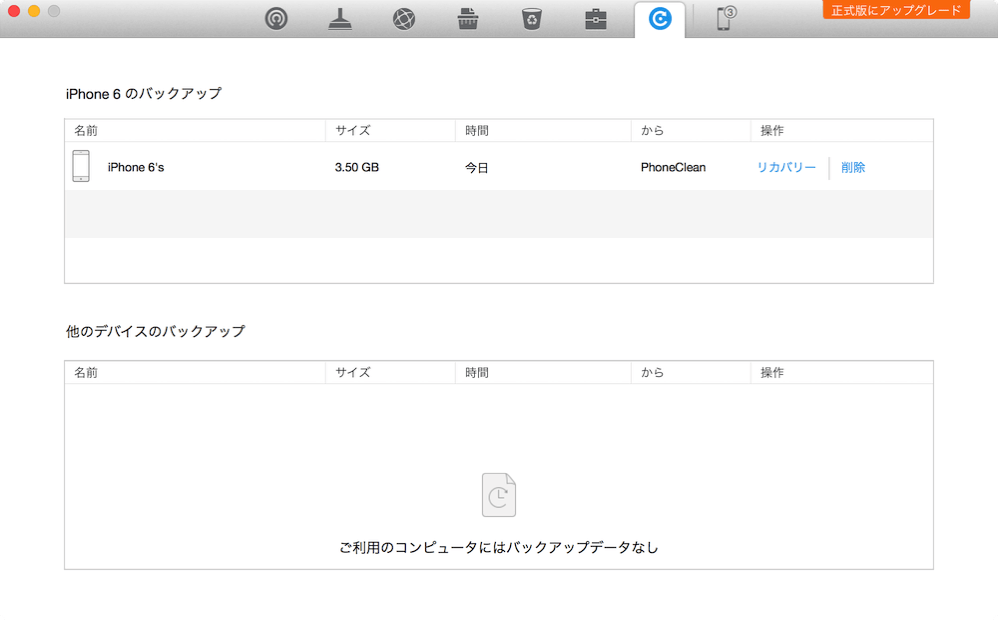 ③
正式版にアップグレード
iPhone 6 のバックアップ
名前 サイズ 時間 から 操作
iPhone 6's 3.50 GB 今日 PhoneClean リカバリー 削除
他のデバイスのバックアップ
名前 サイズ 時間 から 操作
ご利用のコンピュータにはバックアップデータなし